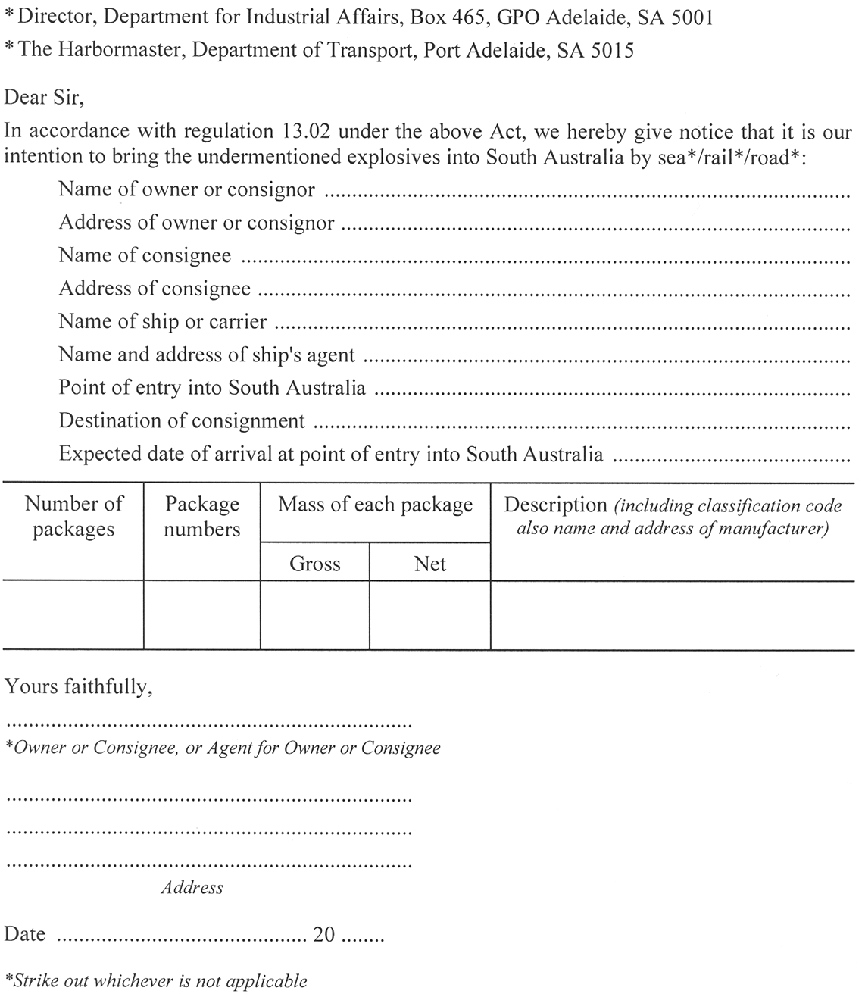 *Director, Department for Industrial Affairs, Box 465, GPO Adelaide, SA 5001
*The Harbormaster, Department of Transport, Port Adelaide, SA 5015
Dear Sir,
In accordance with regulation 13.02 under the above Act, we hereby give notice that it is our
intention to bring the undermentioned explosives into South Australia by sea*/rail*/road*:
Name of owner or consignor ..........
Address of owner or consignor ..........
Name of consignee ..........
Address of consignee ..........
Name of ship or carrier ..........
Name and address of ship's agent ..........
Point of entry into South Australia ..........
Destination of consignment ..........
Expected date of arrival at point of entry into South Australia ..........
Number of packages
Package numbers
Mass of each package
Gross
Net
Description (including classification code
also name and address of manufacturer)
Yours faithfully,
..........
*Owner or Consignee, or Agent for Owner or Consignee
..........
..........
..........
Address
Date .......... 20 ........
*Strike out whichever is not applicable